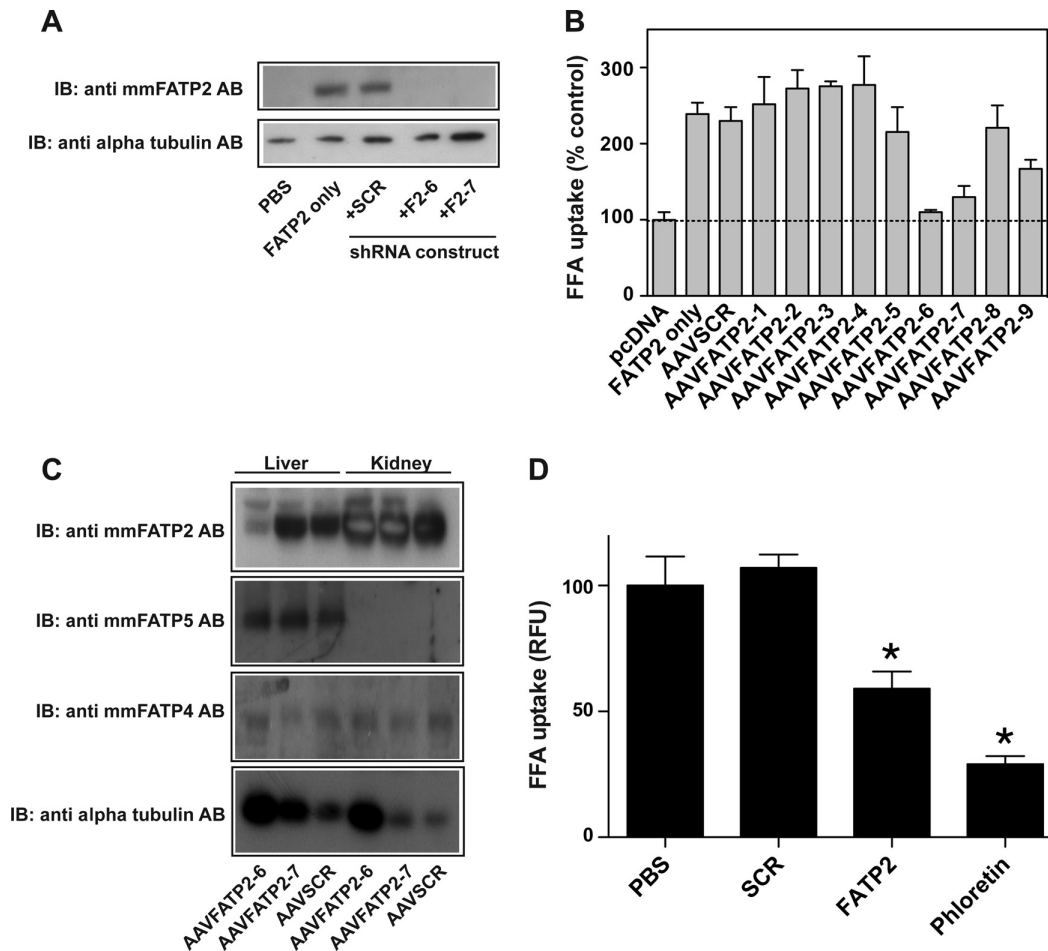 A
IB: anti mmFATP2 AB
IB: anti alpha tubulin AB
PBS
FATP2 only
+SCR
+F2-6
+F2-7
shRNA construct
B
FFA uptake (% control)
300
200
100
0
pcDNA
FATP2 only
AAVSCR
AAVFATP2-1
AAVFATP2-2
AAVFATP2-3
AAVFATP2-4
AAVFATP2-5
AAVFATP2-6
AAVFATP2-7
AAVFATP2-8
AAVFATP2-9
C
Liver Kidney
IB: anti mmFATP2 AB
IB: anti mmFATP5 AB
IB: anti mmFATP4 AB
IB: anti alpha tubulin AB
AAVFATP2-6
AAVFATP2-7
AAVSCR
AAVFATP2-6
AAVFATP2-7
AAVSCR
D
FFA uptake (RFU)
100
50
0
*
*
PBS
SCR
FATP2
Phloretin